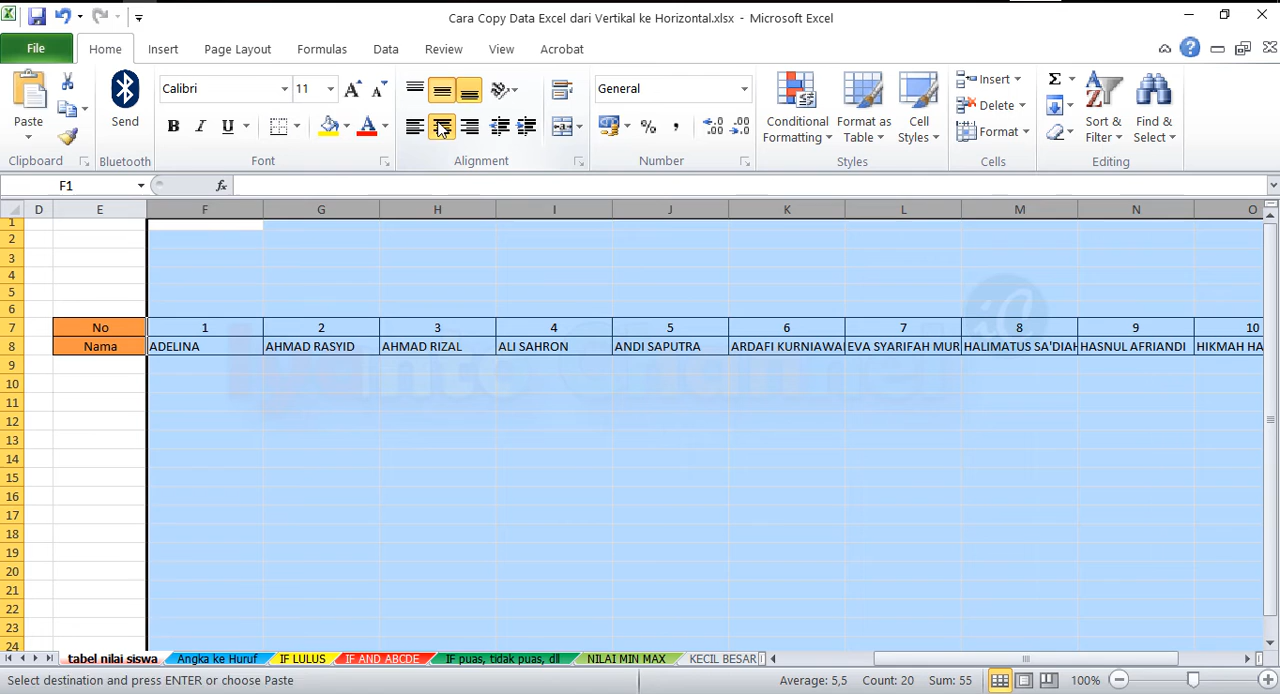 Cara Copy Data Excel dari Vertikal ke Horizontal.xlsx - Microsoft Excel
File Home Insert Page Layout Formulas Data Review View Acrobat
Calibri 11 General
Paste Send Conditional Formatting Format as Table Cell Styles Insert Delete Format Sort & Filter Find & Select
B I U A % ,
Clipboard Bluetooth Font Alignment Number Styles Cells Editing
F1 fx
D E F G H I J K L M N O
1
2
3
4
5
6
7 No 1 2 3 4 5 6 7 8 9 10
8 Nama ADELINA AHMAD RASYID AHMAD RIZAL ALI SAHRON ANDI SAPUTRA ARDAFI KURNIAWA EVA SYARIFAH MUR HALIMATUS SA'DIAH HASNUL AFRIANDI HIKMAH HA
9
10
11
12
13
14
15
16
17
18
19
20
21
22
23
24
tabel nilai siswa Angka ke Huruf IF LULUS IF AND ABCDE IF puas, tidak puas, dll NILAI MIN MAX KECIL BESAR
Select destination and press ENTER or choose Paste Average: 5,5 Count: 20 Sum: 55 100%